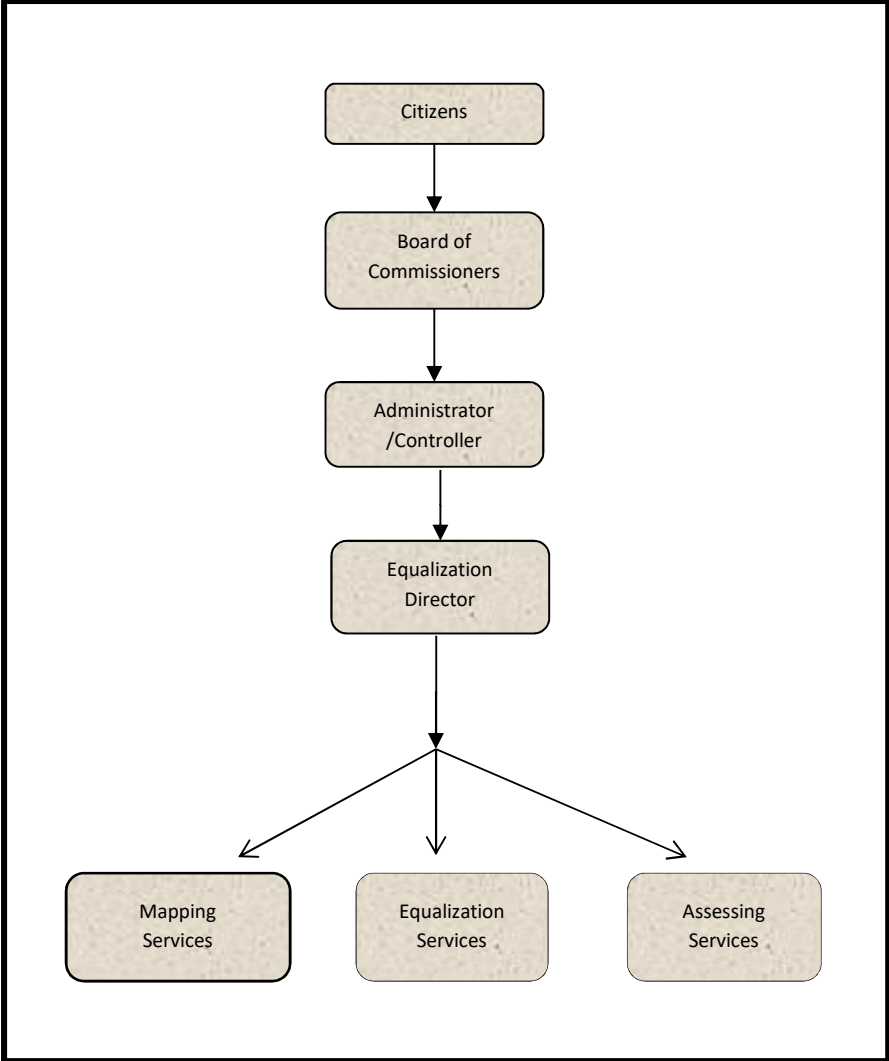 Citizens
Board of
Commissioners
Administrator
/Controller
Equalization
Director
Mapping
Services
Equalization
Services
Assessing
Services